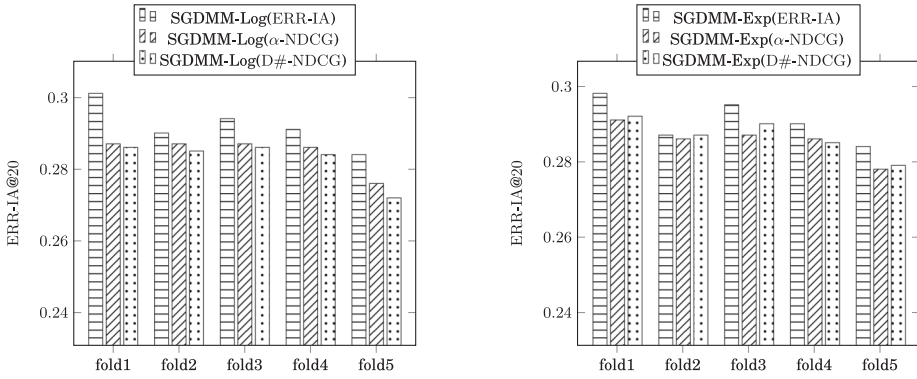 SGDMM-Log(ERR-IA)
SGDMM-Log(α-NDCG)
SGDMM-Log(D#-NDCG)
0.3
0.28
0.26
0.24
ERR-IA@20
fold1 fold2 fold3 fold4 fold5
SGDMM-Exp(ERR-IA)
SGDMM-Exp(α-NDCG)
SGDMM-Exp(D#-NDCG)
0.3
0.28
0.26
0.24
ERR-IA@20
fold1 fold2 fold3 fold4 fold5